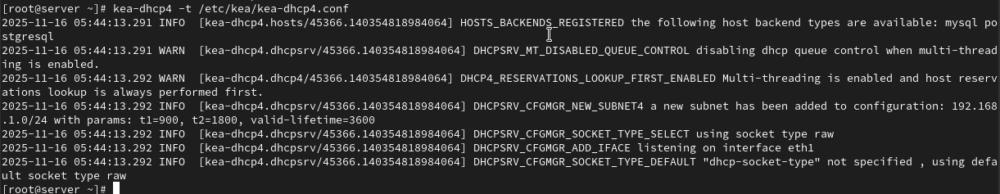 [root@server ~]# kea-dhcp4 -t /etc/kea/kea-dhcp4.conf
2025-11-16 05:44:13.291 INFO  [kea-dhcp4.hosts/45366.140354818984064] HOSTS_BACKENDS_REGISTERED the following host backend types are available: mysql po
stgresql
2025-11-16 05:44:13.291 WARN  [kea-dhcp4.dhcpsrv/45366.140354818984064] DHCPSRV_MT_DISABLED_QUEUE_CONTROL disabling dhcp queue control when multi-thread
ing is enabled.
2025-11-16 05:44:13.292 WARN  [kea-dhcp4.dhcp4/45366.140354818984064] DHCP4_RESERVATIONS_LOOKUP_FIRST_ENABLED Multi-threading is enabled and host reserv
ations lookup is always performed first.
2025-11-16 05:44:13.292 INFO  [kea-dhcp4.dhcpsrv/45366.140354818984064] DHCPSRV_CFGMGR_NEW_SUBNET4 a new subnet has been added to configuration: 192.168
.1.0/24 with params: t1=900, t2=1800, valid-lifetime=3600
2025-11-16 05:44:13.292 INFO  [kea-dhcp4.dhcpsrv/45366.140354818984064] DHCPSRV_CFGMGR_SOCKET_TYPE_SELECT using socket type raw
2025-11-16 05:44:13.292 INFO  [kea-dhcp4.dhcpsrv/45366.140354818984064] DHCPSRV_CFGMGR_ADD_IFACE listening on interface eth1
2025-11-16 05:44:13.292 INFO  [kea-dhcp4.dhcpsrv/45366.140354818984064] DHCPSRV_CFGMGR_SOCKET_TYPE_DEFAULT "dhcp-socket-type" not specified , using defa
ult socket type raw
[root@server ~]#